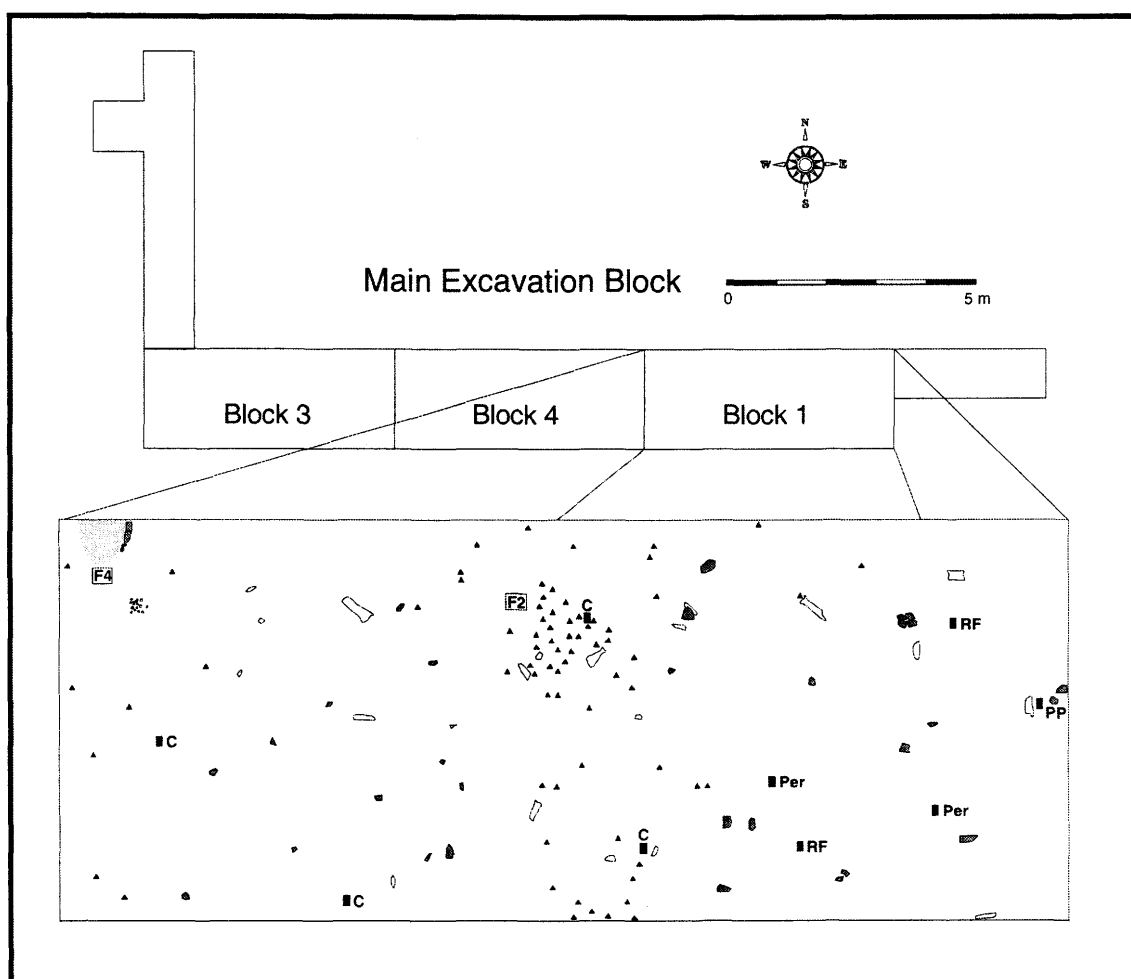 N
W E
S
Main Excavation Block
0 5 m
Block 3 Block 4 Block 1
F4
F2
C
RF
PP
C
Per
Per
C
RF
C